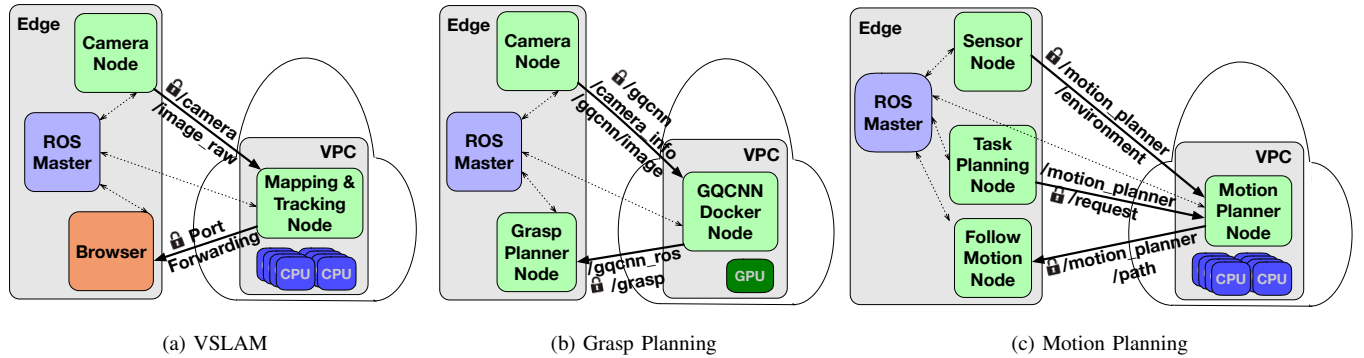 Edge
Camera
Node
/camera
/image_raw
ROS
Master
VPC
Mapping &
Tracking
Node
Port
Forwarding
Browser
CPU
CPU
(a) VSLAM
Edge
Camera
Node
/gqcnn
/camera_info
/gqcnn/image
ROS
Master
VPC
GQCNN
Docker
Node
Grasp
Planner
Node
/gqcnn_ros
/grasp
GPU
(b) Grasp Planning
Edge
Sensor
Node
/motion_planner
/environment
ROS
Master
VPC
Task
Planning
Node
/motion_planner
/request
Motion
Planner
Node
Follow
Motion
Node
/motion_planner
/path
CPU
CPU
(c) Motion Planning